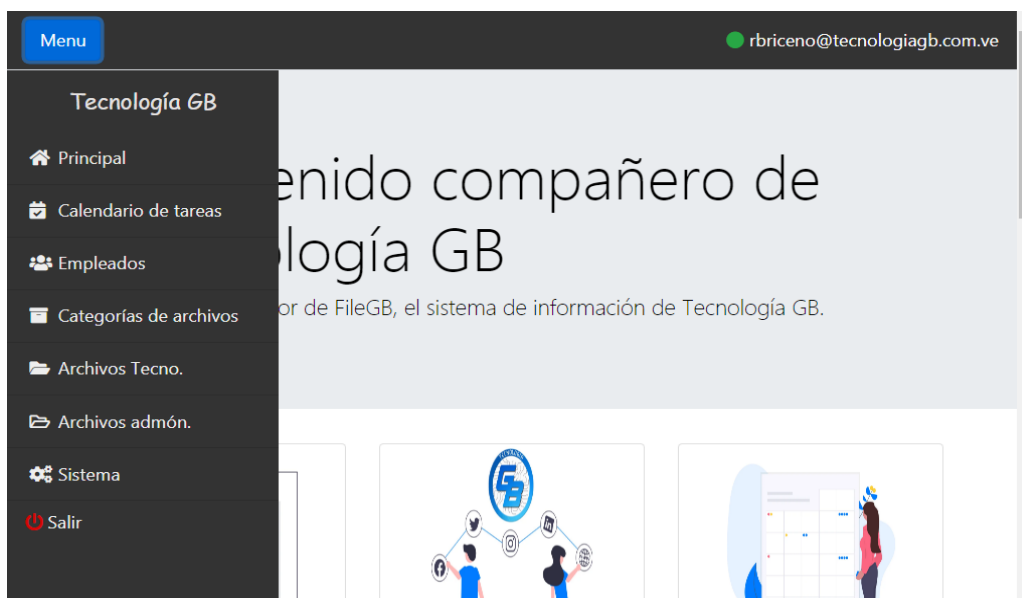 Menu
rbriceno@tecnologiagb.com.ve
Tecnología GB
Principal
Calendario de tareas
Empleados
Categorías de archivos
Archivos Tecno.
Archivos admón.
Sistema
Salir
enido compañero de
ología GB
or de FileGB, el sistema de información de Tecnología GB.
GB